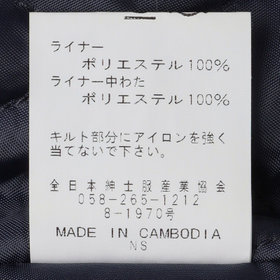 ライナー
ポリエステル100%
ライナー中わた
ポリエステル100%
キルト部分にアイロンを強く
当てないで下さい。
全日本紳士服産業協会
058-265-1212
8-1970号
MADE IN CAMBODIA
NS